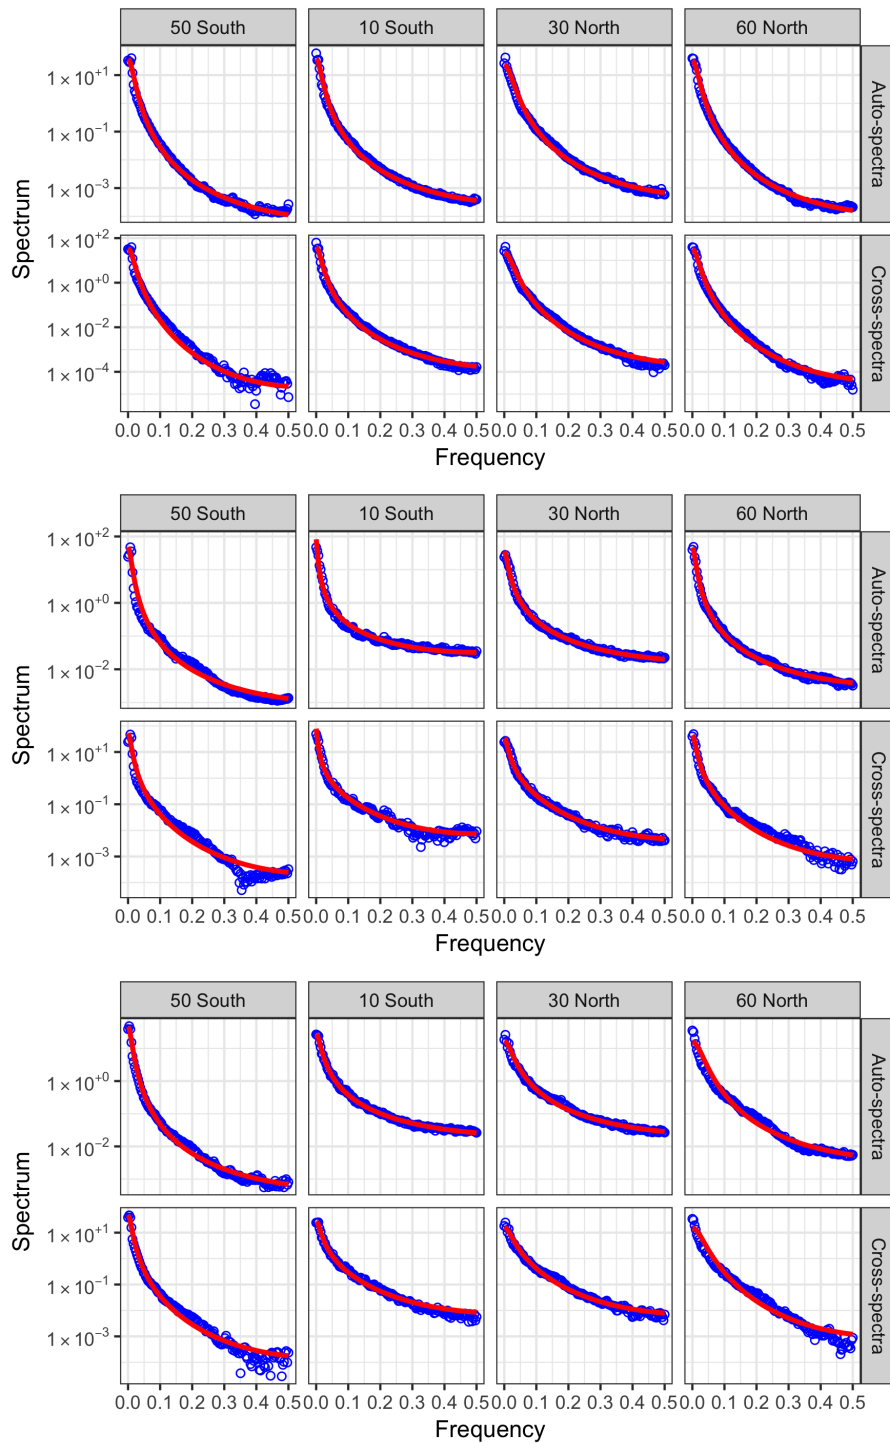 50 South 10 South 30 North 60 North
1 × 10⁺¹
1 × 10⁻¹
1 × 10⁻³
Auto-spectra
Spectrum
1 × 10⁺²
1 × 10⁰
1 × 10⁻²
1 × 10⁻⁴
Cross-spectra
0.0 0.1 0.2 0.3 0.4 0.5 0.0 0.1 0.2 0.3 0.4 0.5 0.0 0.1 0.2 0.3 0.4 0.5 0.0 0.1 0.2 0.3 0.4 0.5
Frequency
50 South 10 South 30 North 60 North
1 × 10⁺²
1 × 10⁰
1 × 10⁻²
Auto-spectra
Spectrum
1 × 10⁺¹
1 × 10⁻¹
1 × 10⁻³
Cross-spectra
0.0 0.1 0.2 0.3 0.4 0.5 0.0 0.1 0.2 0.3 0.4 0.5 0.0 0.1 0.2 0.3 0.4 0.5 0.0 0.1 0.2 0.3 0.4 0.5
Frequency
50 South 10 South 30 North 60 North
1 × 10⁰
1 × 10⁻²
Auto-spectra
Spectrum
1 × 10⁺¹
1 × 10⁻¹
1 × 10⁻³
Cross-spectra
0.0 0.1 0.2 0.3 0.4 0.5 0.0 0.1 0.2 0.3 0.4 0.5 0.0 0.1 0.2 0.3 0.4 0.5 0.0 0.1 0.2 0.3 0.4 0.5
Frequency